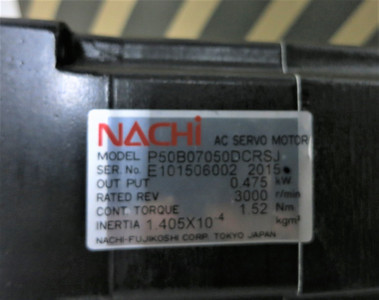 NACHi AC SERVO MOTOR
MODEL P50B07050DCRSJ
SER. No. E101506002 2015
OUT PUT 0.475 kW
RATED REV 3000 r/min
CONT. TORQUE 1.52 Nm
INERTIA 1.405X10⁻⁴ kgm²
NACHI-FUJIKOSHI CORP. TOKYO JAPAN